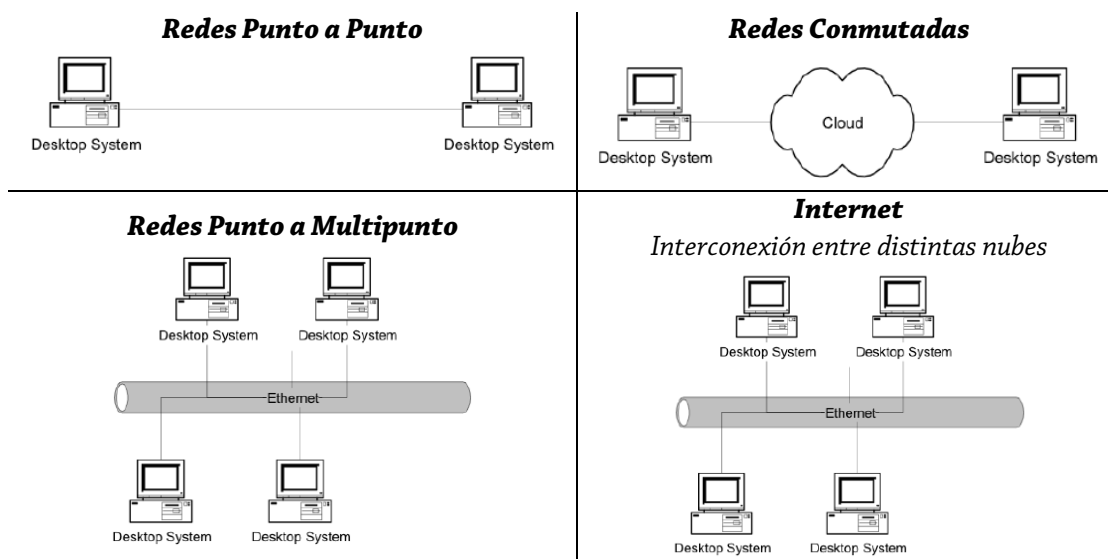 Redes Punto a Punto
Desktop System
Desktop System
Redes Conmutadas
Desktop System
Cloud
Desktop System
Redes Punto a Multipunto
Desktop System
Desktop System
Ethernet
Desktop System
Desktop System
Internet
Interconexión entre distintas nubes
Desktop System
Desktop System
Ethernet
Desktop System
Desktop System